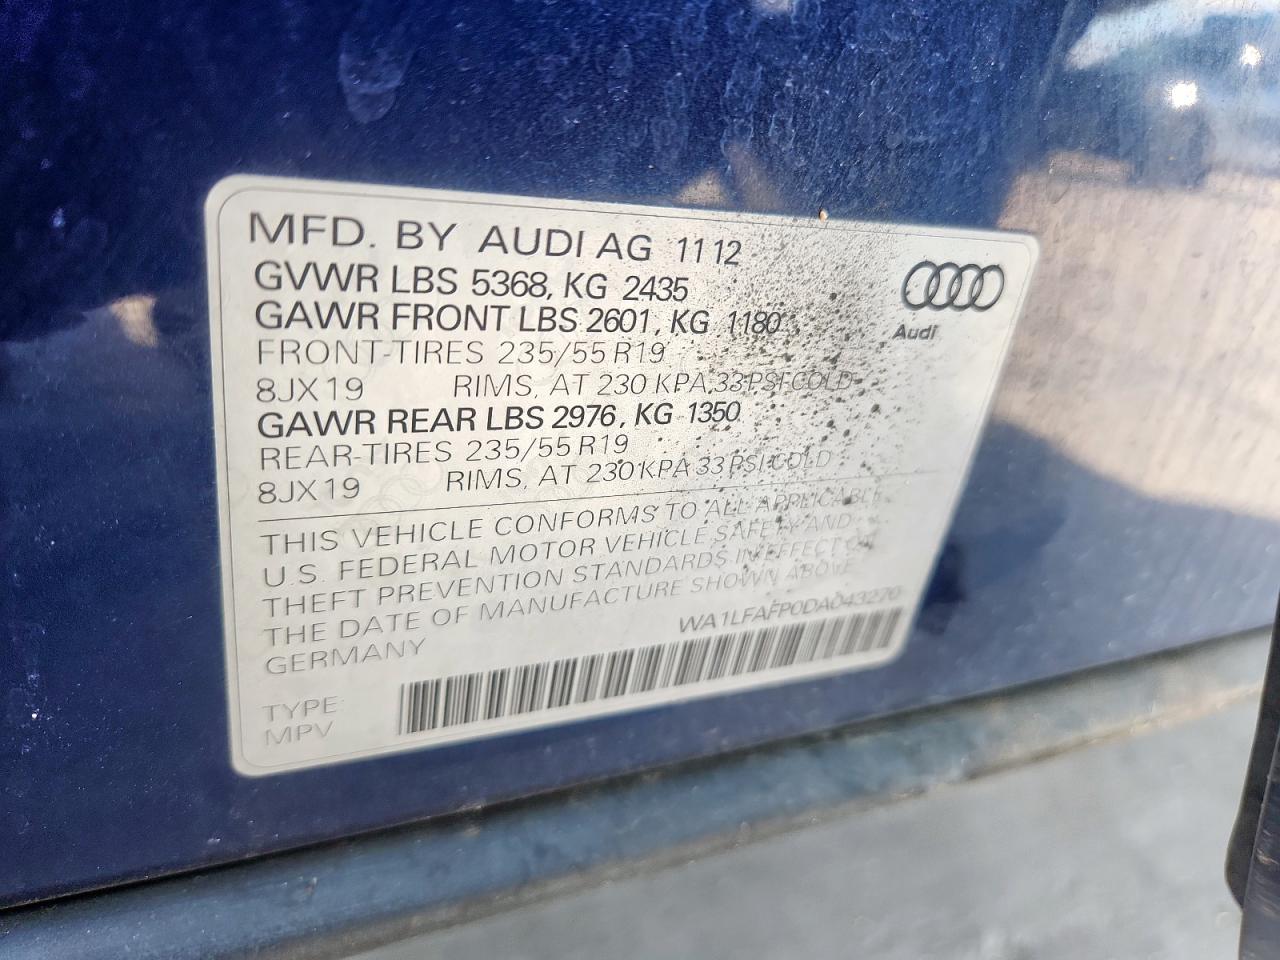 MFD. BY AUDI AG 11 12
GVWR LBS 5368, KG 2435
GAWR FRONT LBS 2601, KG 1180
FRONT-TIRES 235/55 R19
8JX19 RIMS, AT 230 KPA, 33 PSI COLD
GAWR REAR LBS 2976, KG 1350
REAR-TIRES 235/55 R19
8JX19 RIMS, AT 230 KPA 33 PSI COLD
Audi
THIS VEHICLE CONFORMS TO ALL APPLICABLE
U.S. FEDERAL MOTOR VEHICLE SAFETY AND
THEFT PREVENTION STANDARDS IN EFFECT ON
THE DATE OF MANUFACTURE SHOWN ABOVE
GERMANY
WA1LFAFP0DA043270
TYPE:
MPV